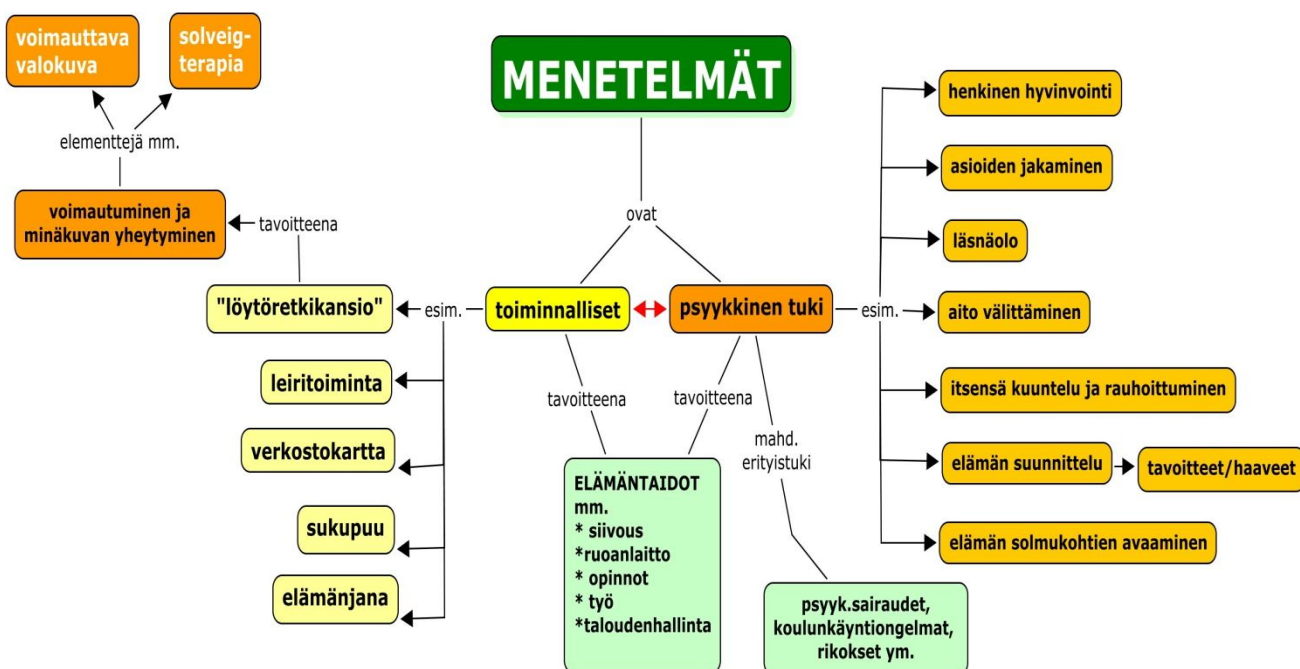 voimauttava
valokuva
solveig-
terapia
MENETELMÄT
elementtejä mm.
voimautuminen ja
minäkuvan yheytyminen
tavoitteena
ovat
"löytöretkikansio"
esim.
toiminnalliset
psyykkinen tuki
esim.
leiritoiminta
verkostokartta
sukupuu
elämänjana
tavoitteena
tavoitteena
mahd.
erityistuki
ELÄMÄNTAIDOT
mm.
* siivous
*ruoanlaitto
* opinnot
* työ
*taloudenhallinta
psyyk.sairaudet,
koulunkäyntiongelmat,
rikokset ym.
henkinen hyvinvointi
asioiden jakaminen
läsnäolo
aito välittäminen
itsensä kuuntelu ja rauhoittuminen
elämän suunnittelu
tavoitteet/haaveet
elämän solmukohtien avaaminen